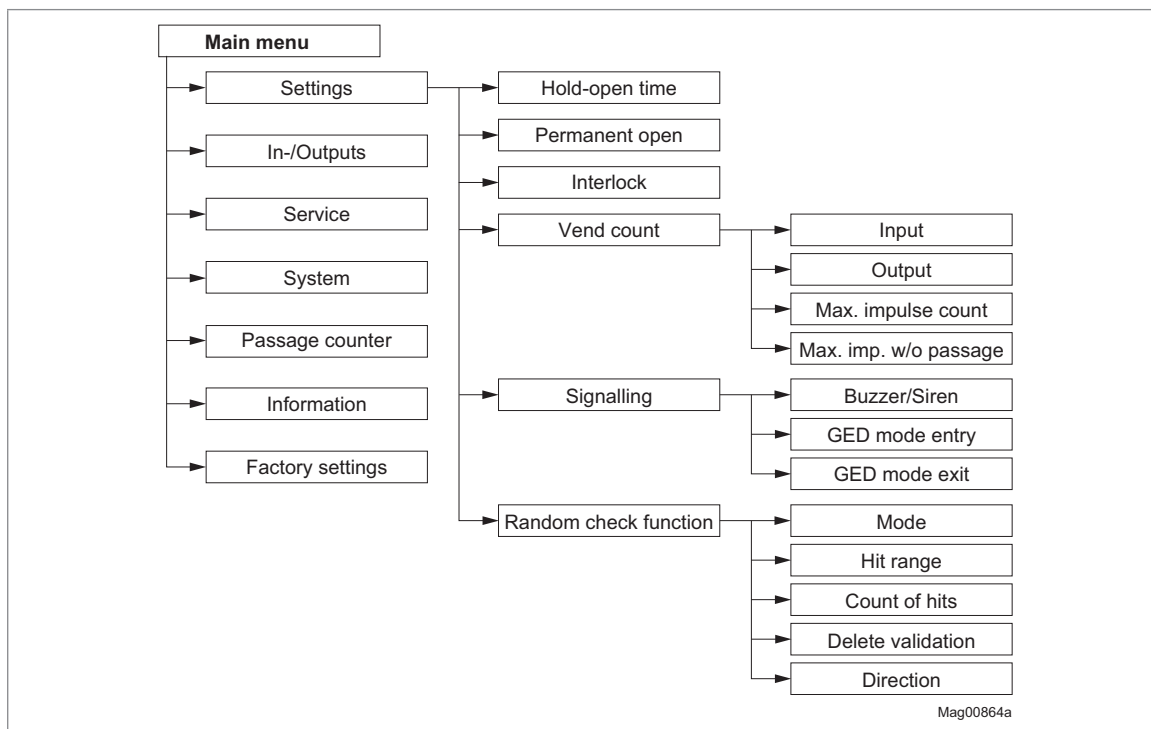 Main menu
Settings
In-/Outputs
Service
System
Passage counter
Information
Factory settings
Hold-open time
Permanent open
Interlock
Vend count
Signalling
Random check function
Input
Output
Max. impulse count
Max. imp. w/o passage
Buzzer/Siren
GED mode entry
GED mode exit
Mode
Hit range
Count of hits
Delete validation
Direction
Mag00864a